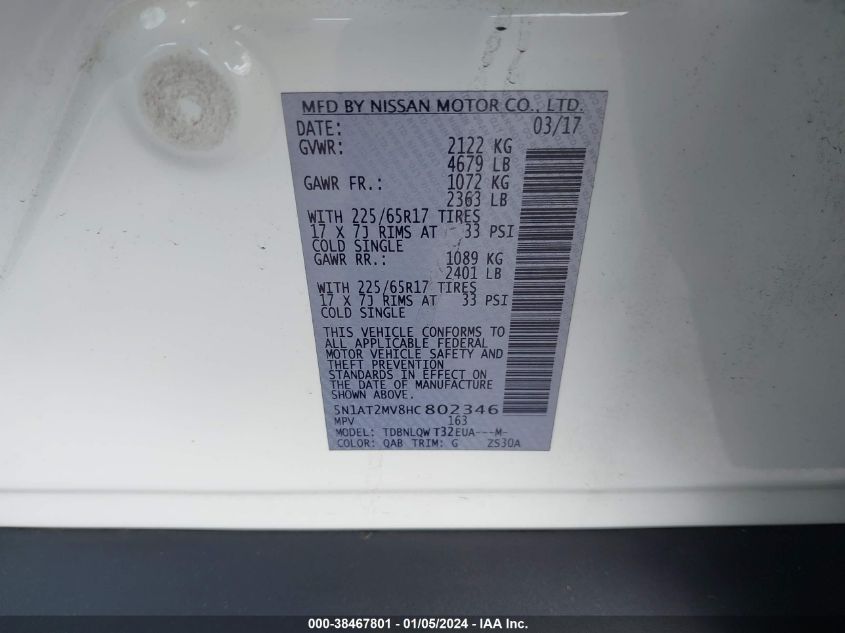 MFD BY NISSAN MOTOR CO., LTD.
DATE: 03/17
GVWR: 2122 KG
4679 LB
GAWR FR.: 1072 KG
2363 LB
WITH 225/65R17 TIRES
17 X 7J RIMS AT 33 PSI
COLD SINGLE
GAWR RR.: 1089 KG
2401 LB
WITH 225/65R17 TIRES
17 X 7J RIMS AT 33 PSI
COLD SINGLE
THIS VEHICLE CONFORMS TO
ALL APPLICABLE FEDERAL
MOTOR VEHICLE SAFETY AND
THEFT PREVENTION
STANDARDS IN EFFECT ON
THE DATE OF MANUFACTURE
SHOWN ABOVE.
5N1AT2MV8HC802346
MPV 163
MODEL: TDBNLQW T32EUA---M-
COLOR: QAB TRIM: G ZS30A
000-38467801 - 01/05/2024 - IAA Inc.